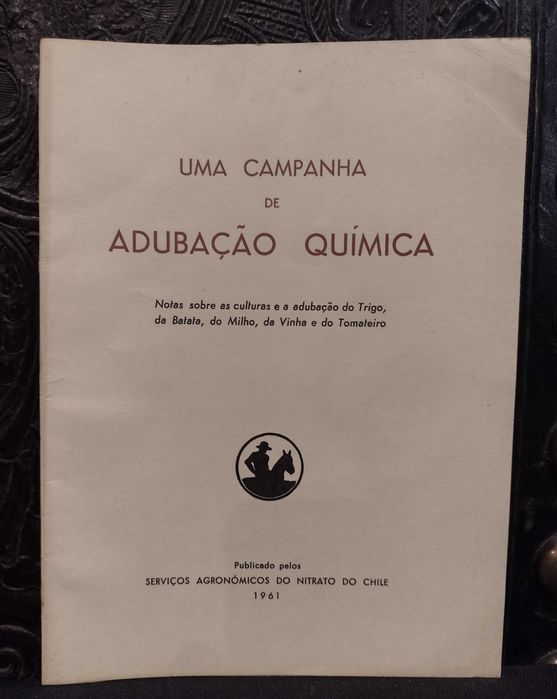 UMA CAMPANHA
DE
ADUBAÇÃO QUÍMICA
Notas sobre as culturas e a adubação do Trigo,
da Batata, do Milho, da Vinha e do Tomateiro
Publicado pelos
SERVIÇOS AGRONÓMICOS DO NITRATO DO CHILE
1961